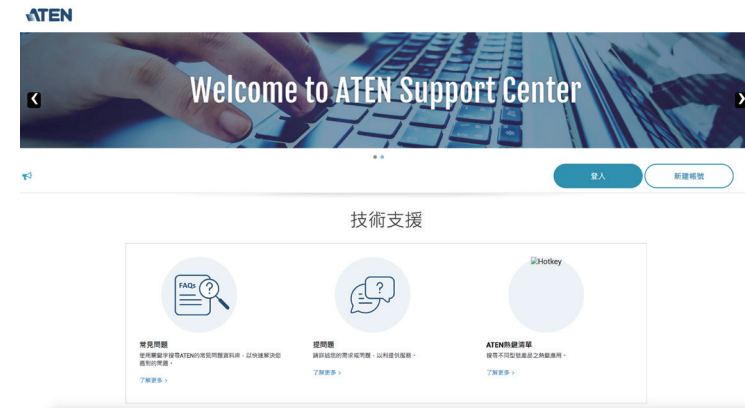 ATEN
Welcome to ATEN Support Center
登入
新建帳號
技術支援
FAQs
?
?
Hotkey
常見問題
使用關鍵字搜尋ATEN的常見問題資料庫，以快速解決您
遇到的問題。
了解更多 >
提問題
請詳述您的需求或問題，以利提供服務。
了解更多 >
ATEN熱鍵清單
搜尋不同型號產品之熱鍵應用。
了解更多 >